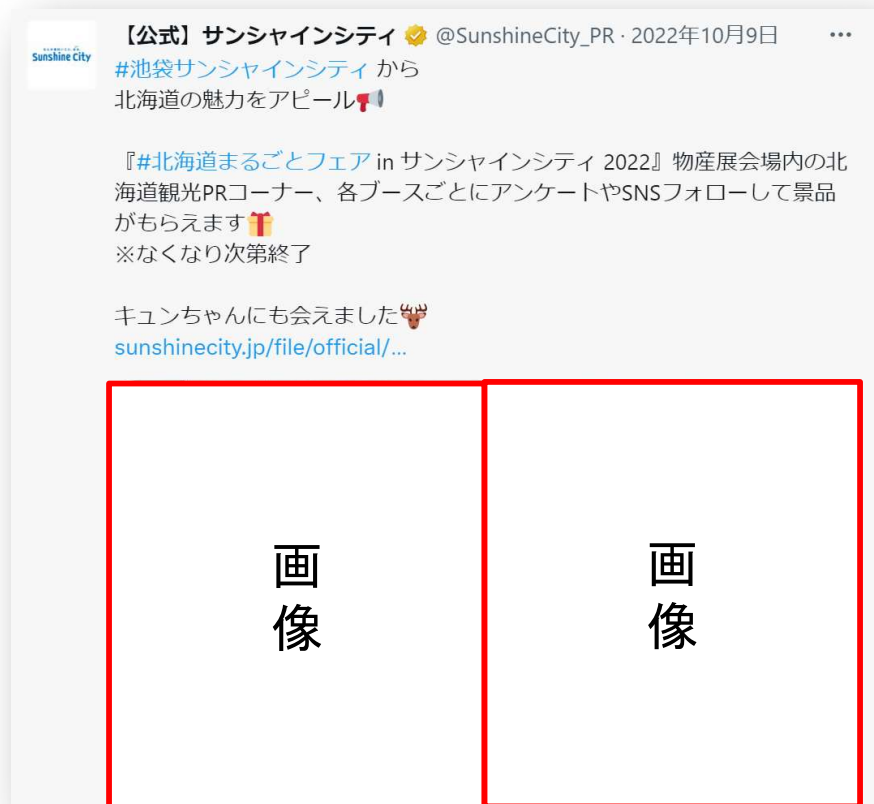 【公式】サンシャインシティ @SunshineCity_PR · 2022年10月9日 …
Sunshine City
#池袋サンシャインシティ から
北海道の魅力をアピール📢
『#北海道まるごとフェア in サンシャインシティ 2022』物産展会場内の北
海道観光PRコーナー、各ブースごとにアンケートやSNSフォローして景品
がもらえます🎁
※なくなり次第終了
キュンちゃんにも会えました🦌
sunshinecity.jp/file/official/…
画像
画像